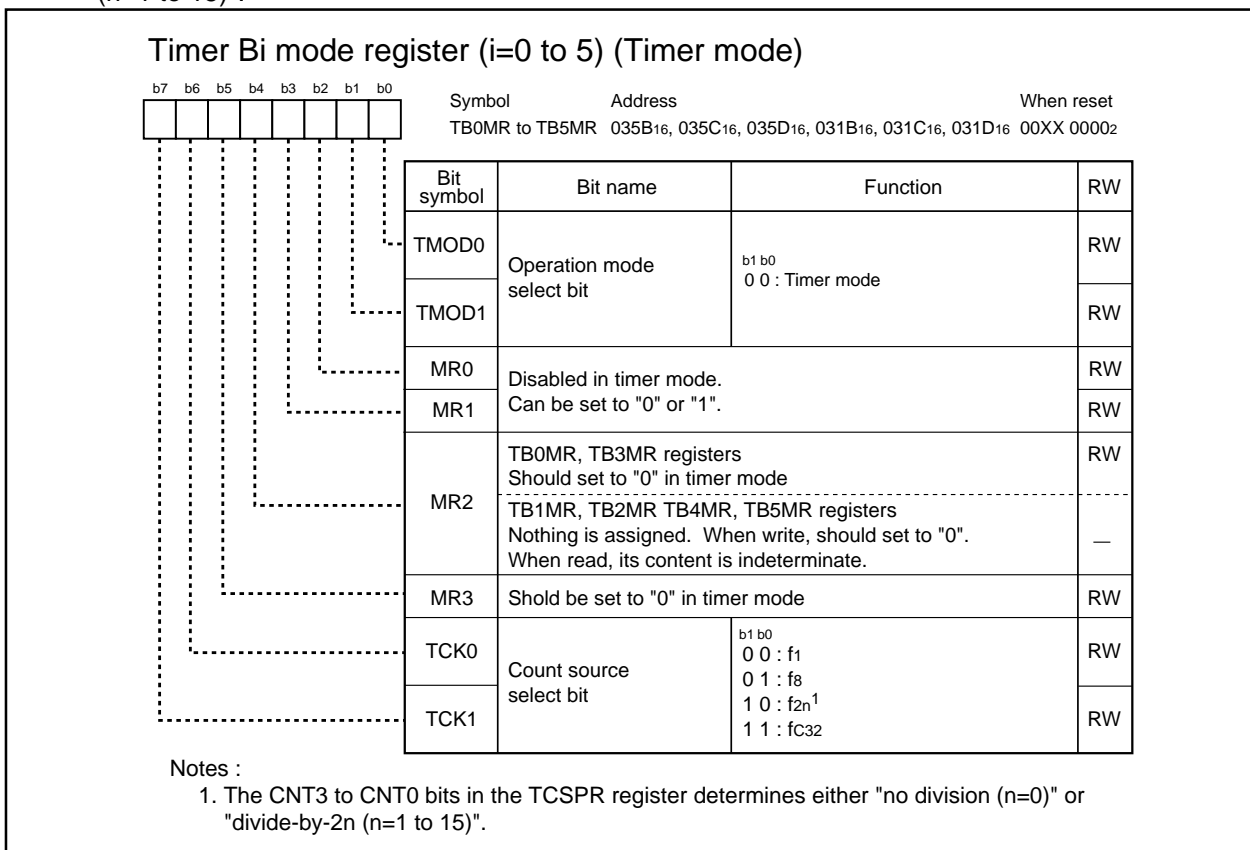 (n=1 to 15)".
Timer Bi mode register (i=0 to 5) (Timer mode)
b7 b6 b5 b4 b3 b2 b1 b0
Symbol Address When reset
TB0MR to TB5MR 035B16, 035C16, 035D16, 031B16, 031C16, 031D16 00XX 00002
Bit symbol Bit name Function RW
TMOD0 RW
Operation mode
select bit
b1 b0
0 0 : Timer mode
TMOD1 RW
MR0 RW
Disabled in timer mode.
Can be set to "0" or "1".
MR1 RW
MR2
TB0MR, TB3MR registers RW
Should set to "0" in timer mode
TB1MR, TB2MR TB4MR, TB5MR registers
Nothing is assigned. When write, should set to "0". —
When read, its content is indeterminate.
MR3 Shold be set to "0" in timer mode RW
TCK0 RW
Count source
select bit
b1 b0
0 0 : f1
0 1 : f8
1 0 : f2n1
1 1 : fC32
TCK1 RW
Notes :
1. The CNT3 to CNT0 bits in the TCSPR register determines either "no division (n=0)" or
"divide-by-2n (n=1 to 15)".